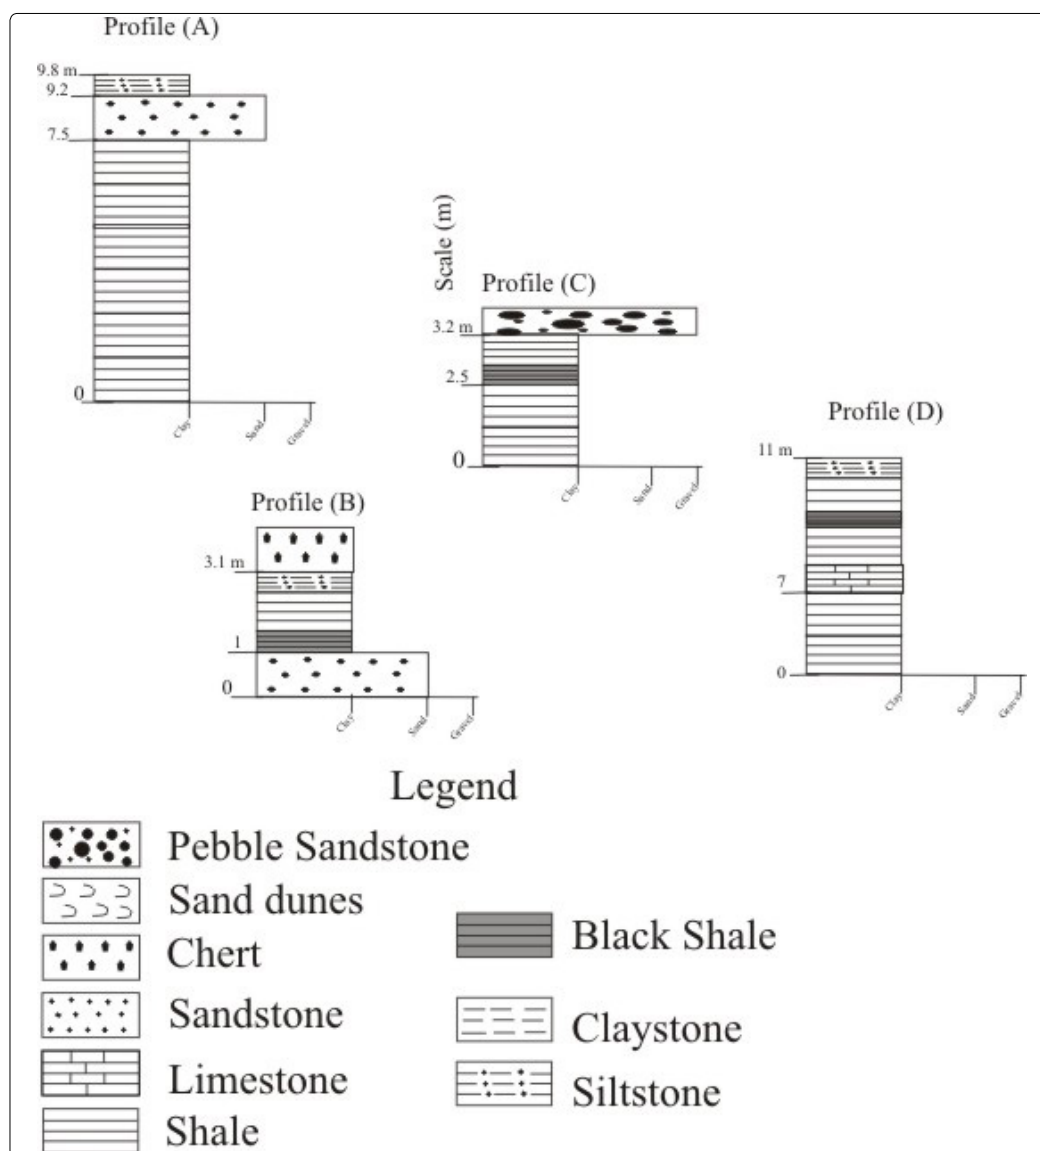 Profile (A)
9.8 m
9.2
7.5
0
Clay
Sand
Gravel
Scale (m)
Profile (C)
3.2 m
2.5
0
Clay
Sand
Gravel
Profile (D)
11 m
7
0
Clay
Sand
Gravel
Profile (B)
3.1 m
1
0
Clay
Sand
Gravel
Legend
Pebble Sandstone
Sand dunes
Chert
Sandstone
Limestone
Shale
Black Shale
Claystone
Siltstone